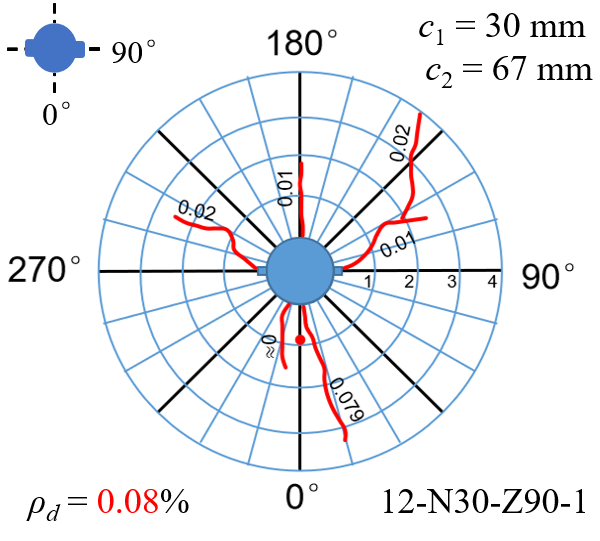 c1 = 30 mm
90°
180°
c2 = 67 mm
0°
0.02
0.01
0.02
0.01
270°
1 2 3 4
90°
≈0
0.079
0°
ρd = 0.08%
12-N30-Z90-1